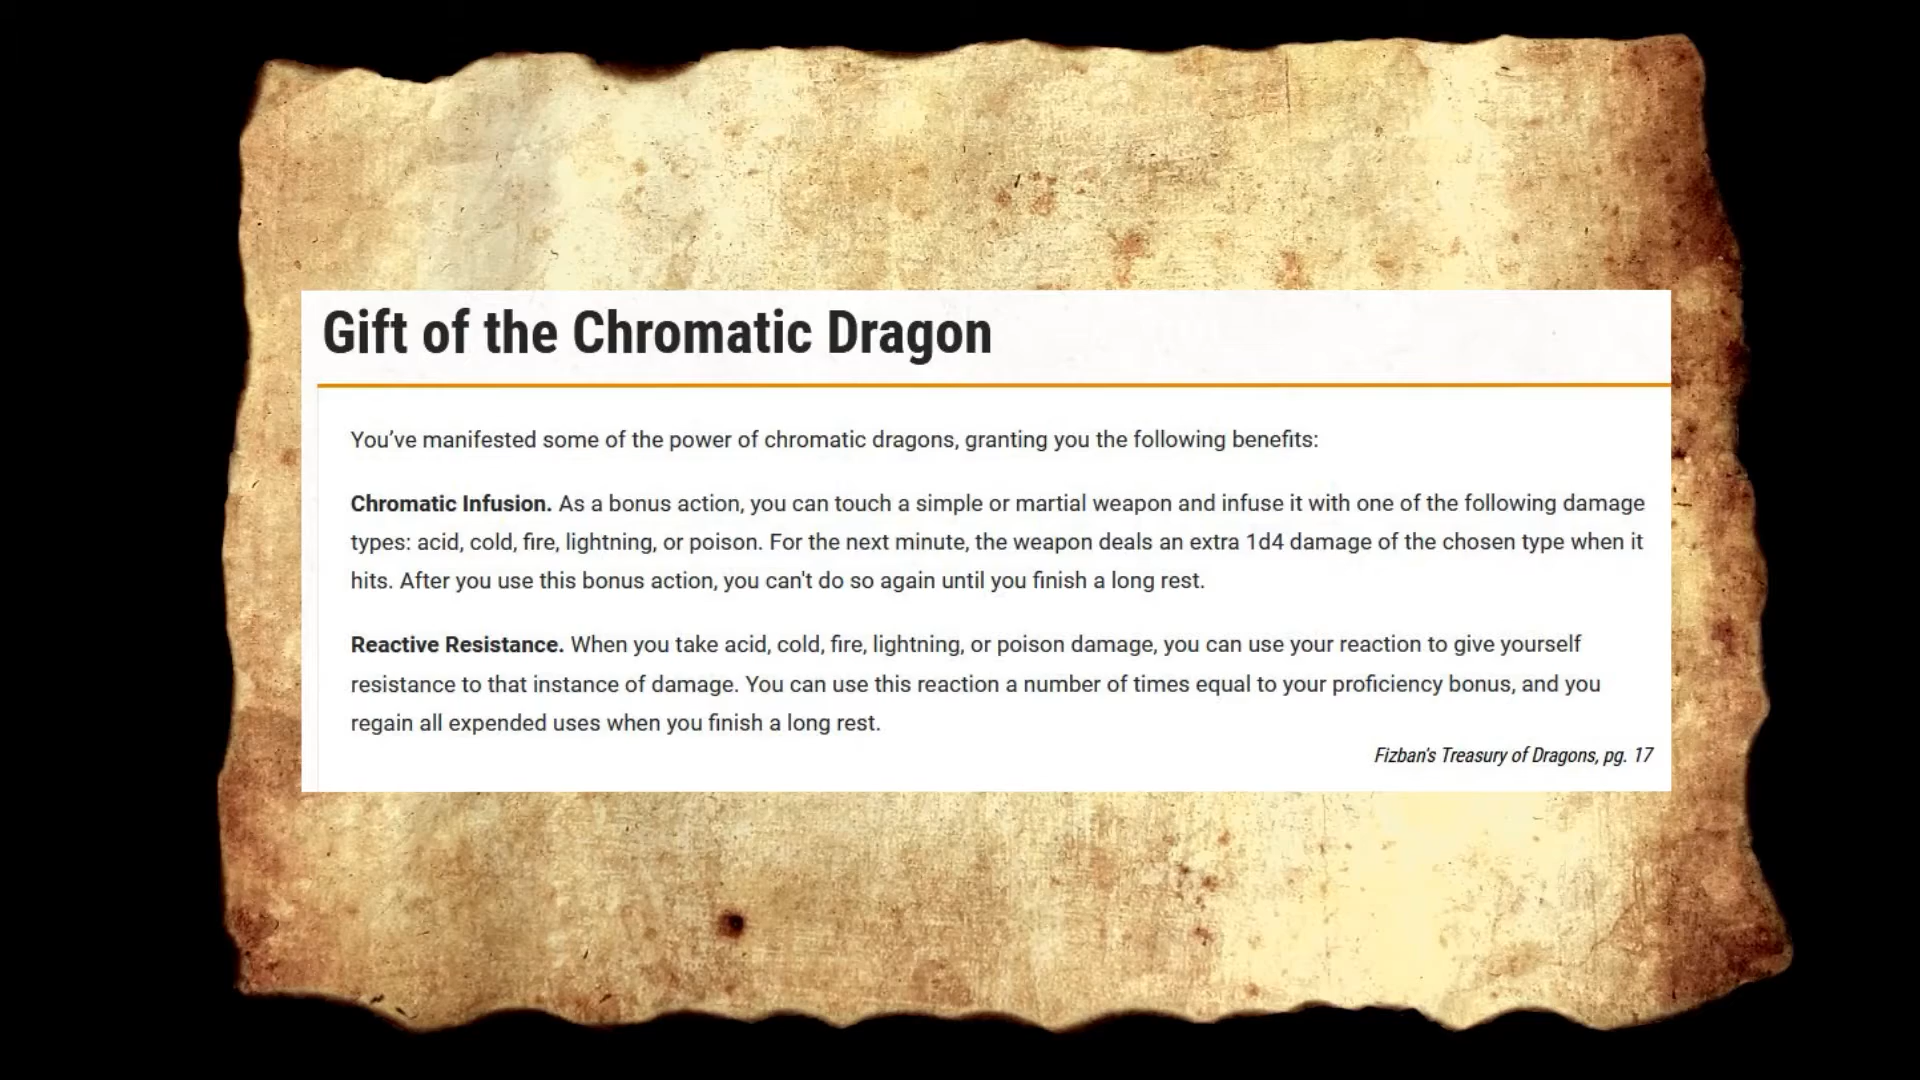 Gift of the Chromatic Dragon
You’ve manifested some of the power of chromatic dragons, granting you the following benefits:
Chromatic Infusion. As a bonus action, you can touch a simple or martial weapon and infuse it with one of the following damage
types: acid, cold, fire, lightning, or poison. For the next minute, the weapon deals an extra 1d4 damage of the chosen type when it
hits. After you use this bonus action, you can't do so again until you finish a long rest.
Reactive Resistance. When you take acid, cold, fire, lightning, or poison damage, you can use your reaction to give yourself
resistance to that instance of damage. You can use this reaction a number of times equal to your proficiency bonus, and you
regain all expended uses when you finish a long rest.
Fizban's Treasury of Dragons, pg. 17